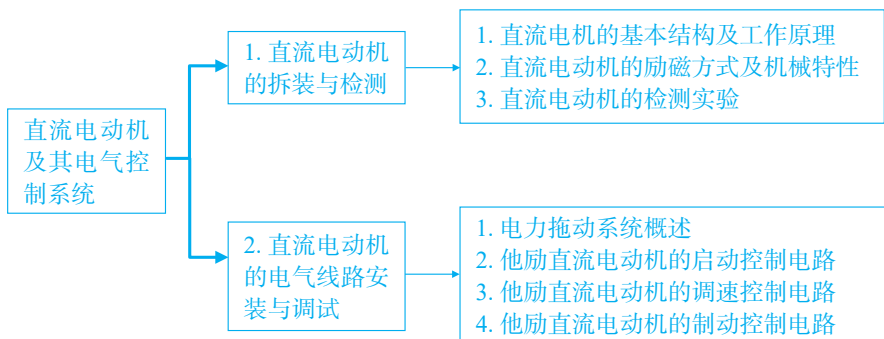 直流电动机
及其电气控
制系统
1. 直流电动机
的拆装与检测
1. 直流电机的基本结构及工作原理
2. 直流电动机的励磁方式及机械特性
3. 直流电动机的检测实验
2. 直流电动机
的电气线路安
装与调试
1. 电力拖动系统概述
2. 他励直流电动机的启动控制电路
3. 他励直流电动机的调速控制电路
4. 他励直流电动机的制动控制电路